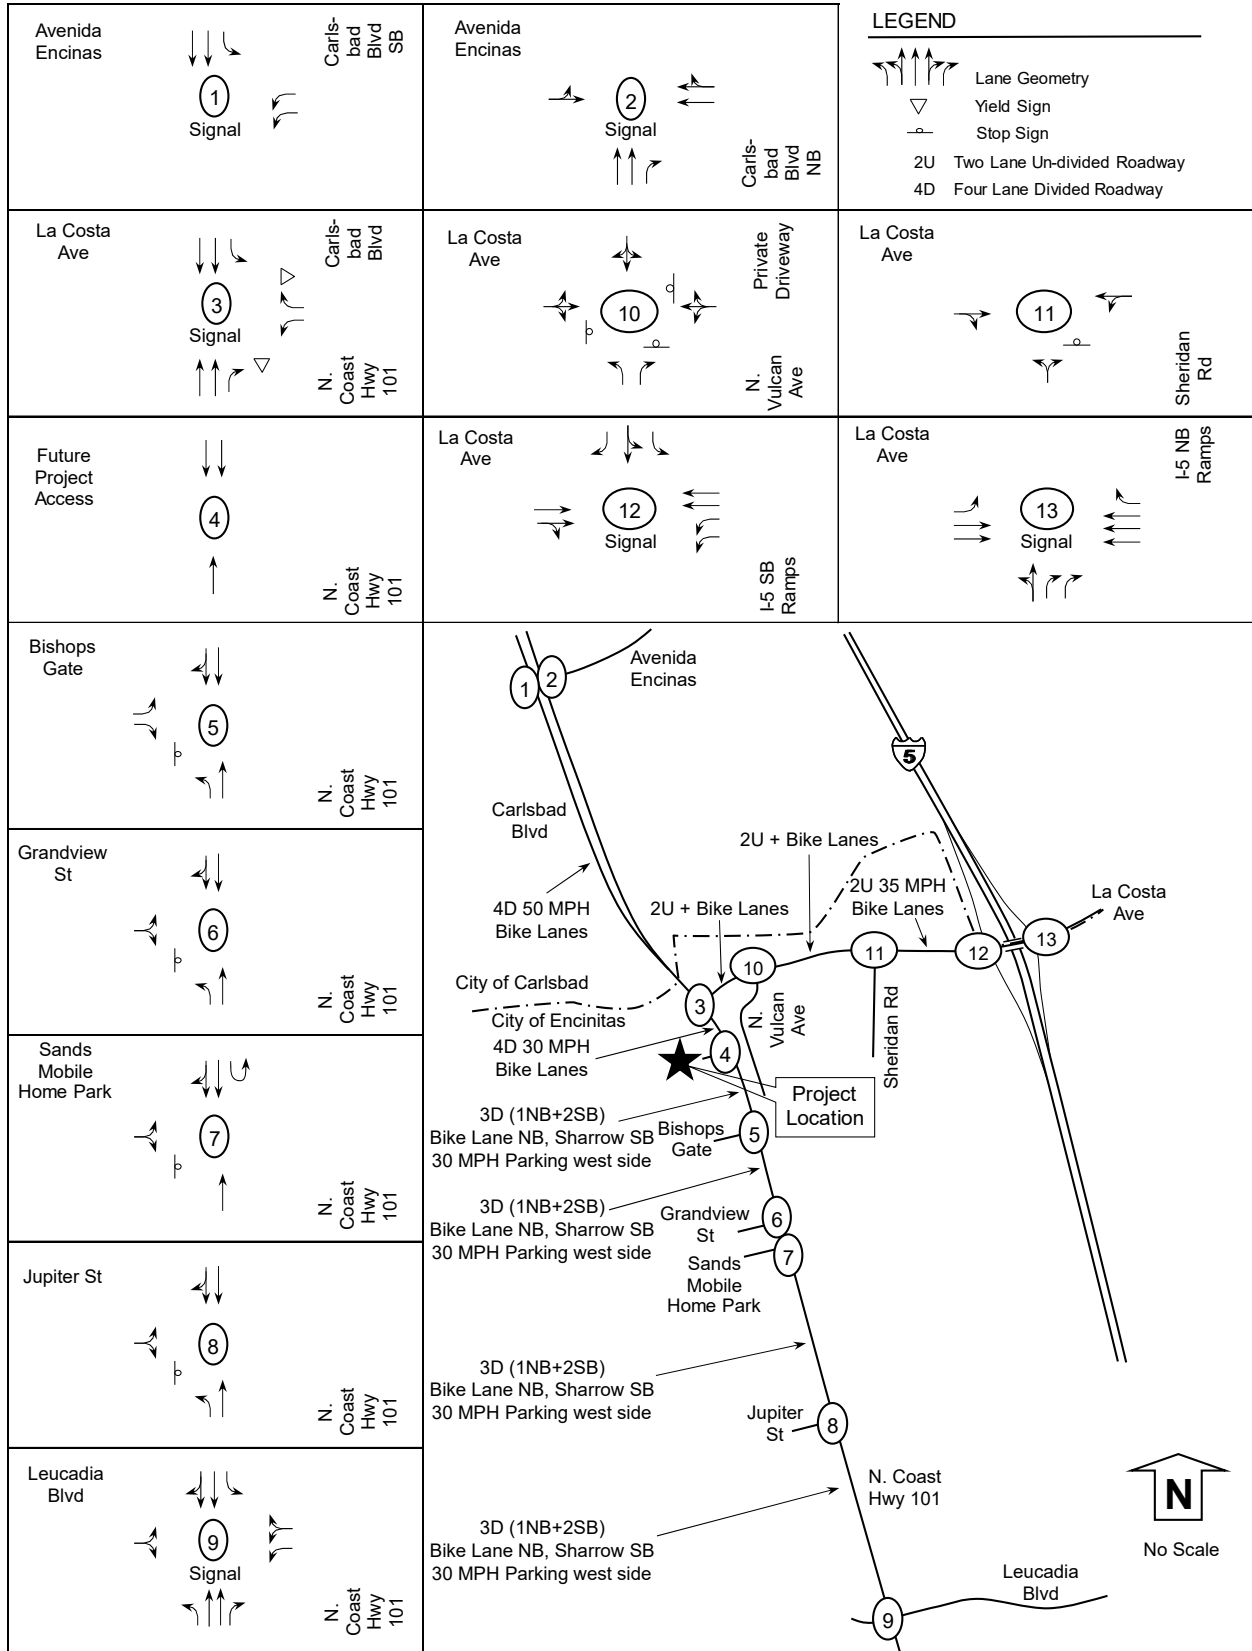 Avenida
Encinas
Carls-
bad
Blvd
SB
1
Signal
Avenida
Encinas
2
Signal
Carls-
bad
Blvd
NB
LEGEND
Lane Geometry
Yield Sign
Stop Sign
2U Two Lane Un-divided Roadway
4D Four Lane Divided Roadway
La Costa
Ave
Carls-
bad
Blvd
3
Signal
N.
Coast
Hwy
101
La Costa
Ave
Private
Driveway
10
N.
Vulcan
Ave
La Costa
Ave
11
Sheridan
Rd
Future
Project
Access
4
N.
Coast
Hwy
101
La Costa
Ave
12
Signal
I-5 SB
Ramps
La Costa
Ave
I-5 NB
Ramps
13
Signal
Bishops
Gate
5
N.
Coast
Hwy
101
Grandview
St
6
N.
Coast
Hwy
101
Sands
Mobile
Home Park
7
N.
Coast
Hwy
101
Jupiter St
8
N.
Coast
Hwy
101
Leucadia
Blvd
9
Signal
N.
Coast
Hwy
101
1
2
Avenida
Encinas
5
Carlsbad
Blvd
4D 50 MPH
Bike Lanes
2U + Bike Lanes
2U + Bike Lanes
2U 35 MPH
Bike Lanes
La Costa
Ave
13
12
11
10
3
City of Carlsbad
City of Encinitas
4D 30 MPH
Bike Lanes
4
N.
Vulcan
Ave
Sheridan Rd
Project
Location
3D (1NB+2SB)
Bike Lane NB, Sharrow SB
30 MPH Parking west side
Bishops
Gate
5
3D (1NB+2SB)
Bike Lane NB, Sharrow SB
30 MPH Parking west side
Grandview
St
6
7
Sands
Mobile
Home Park
3D (1NB+2SB)
Bike Lane NB, Sharrow SB
30 MPH Parking west side
Jupiter
St
8
N. Coast
Hwy 101
3D (1NB+2SB)
Bike Lane NB, Sharrow SB
30 MPH Parking west side
N
No Scale
Leucadia
Blvd
9